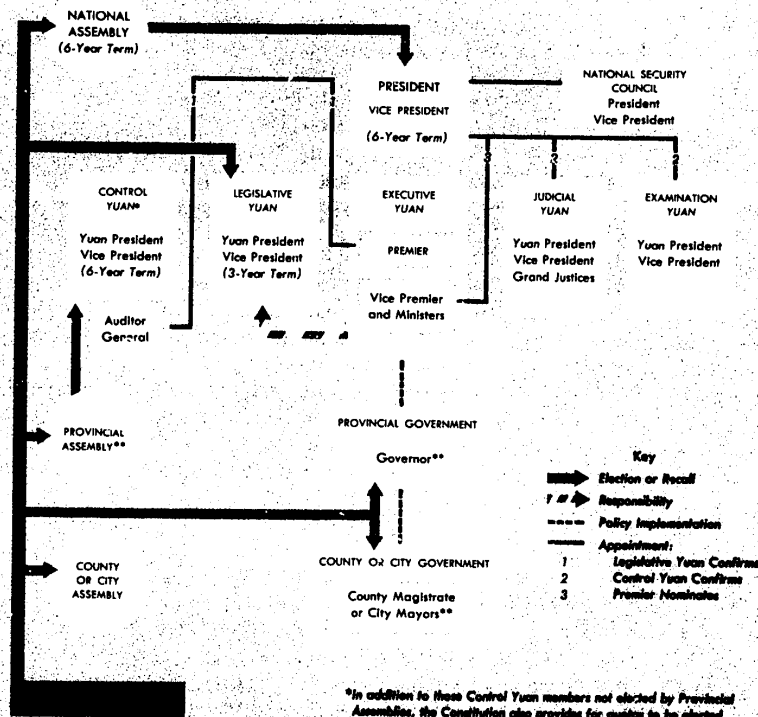 NATIONAL
ASSEMBLY
(6-Year Term)
PRESIDENT
VICE PRESIDENT
(6-Year Term)
NATIONAL SECURITY
COUNCIL
President
Vice President
CONTROL
YUAN*
Yuan President
Vice President
(6-Year Term)
Auditor
General
LEGISLATIVE
YUAN
Yuan President
Vice President
(3-Year Term)
EXECUTIVE
YUAN
PREMIER
Vice Premier
and Ministers
3
JUDICIAL
YUAN
Yuan President
Vice President
Grand Justices
EXAMINATION
YUAN
Yuan President
Vice President
PROVINCIAL
ASSEMBLY**
PROVINCIAL GOVERNMENT
Governor**
COUNTY
OR CITY
ASSEMBLY
COUNTY OR CITY GOVERNMENT
County Magistrate
or City Mayors**
Key
Election or Recall
Responsibility
Policy Implementation
Appointment:
1 Legislative Yuan Confirms
2 Control Yuan Confirms
3 Premier Nominates
*In addition to those Control Yuan members not elected by Provincial
Assemblies, the Constitution also provides for